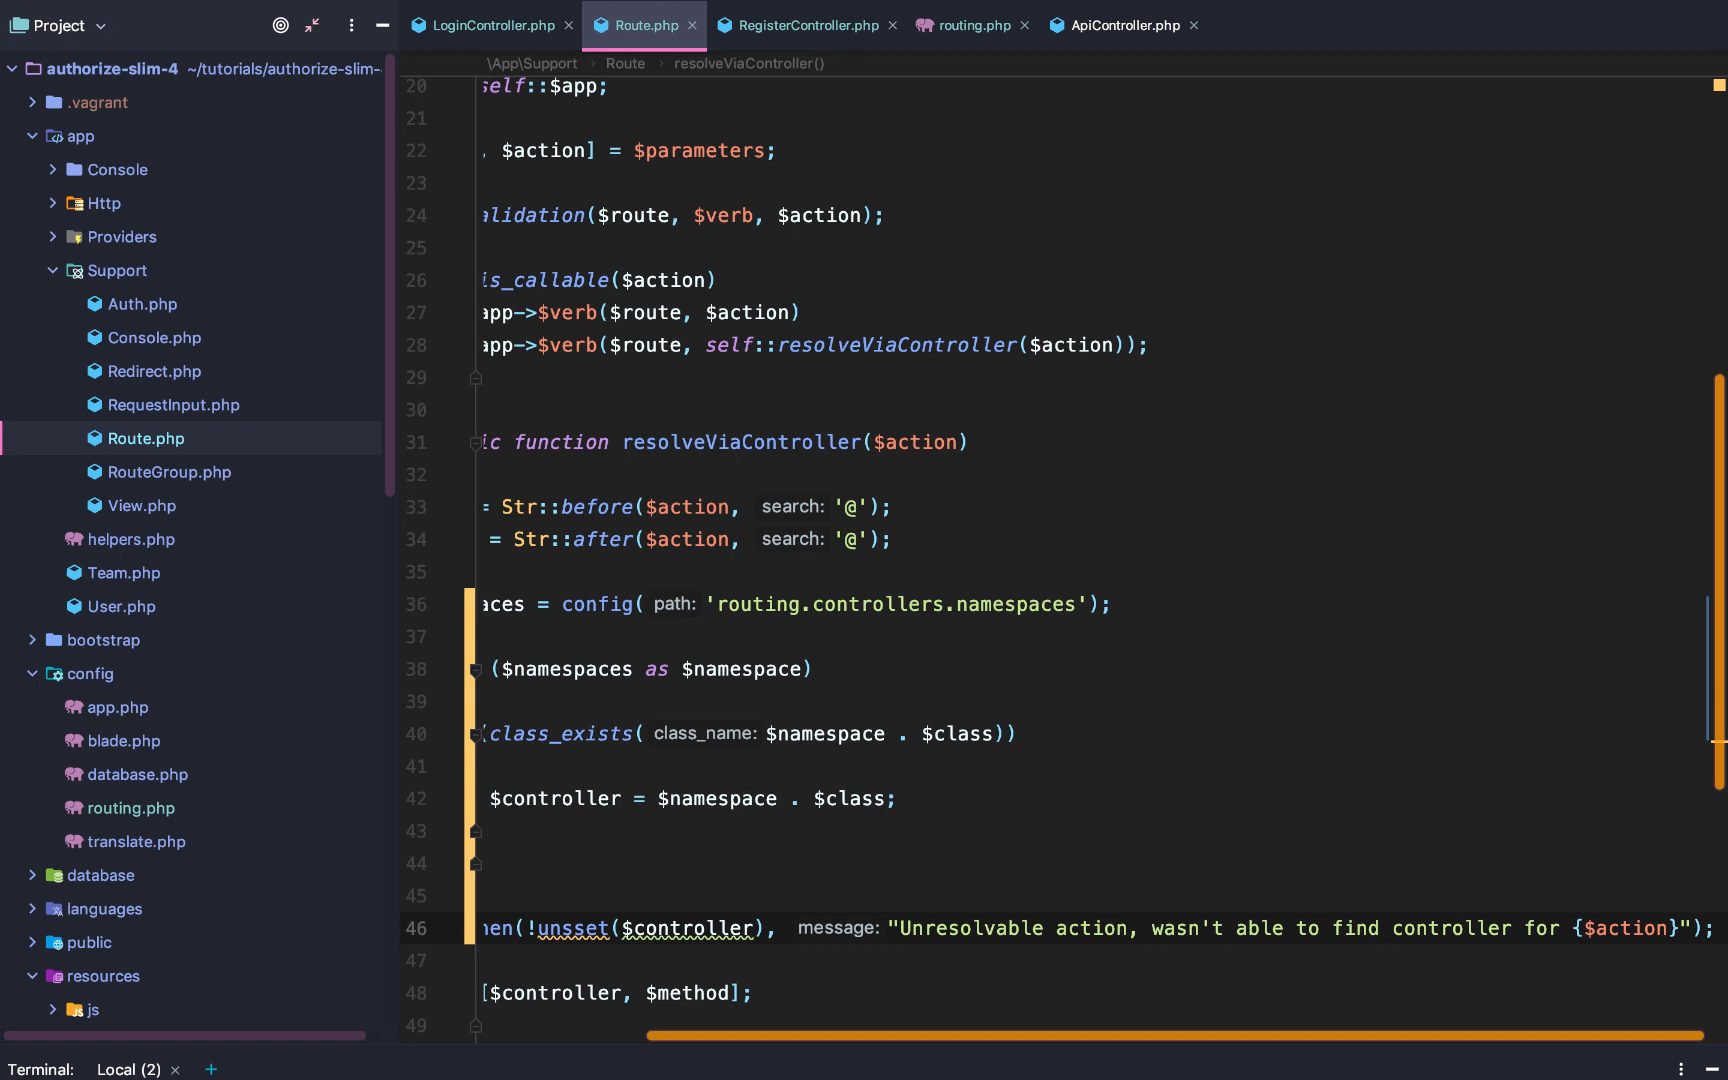 Project
LoginController.php
Route.php
RegisterController.php
routing.php
ApiController.php
authorize-slim-4 ~/tutorials/authorize-slim-
.vagrant
app
Console
Http
Providers
Support
Auth.php
Console.php
Redirect.php
RequestInput.php
Route.php
RouteGroup.php
View.php
helpers.php
Team.php
User.php
bootstrap
config
app.php
blade.php
database.php
routing.php
translate.php
database
languages
public
resources
js
\App\Support › Route › resolveViaController()
20 self::$app;
21
22 , $action] = $parameters;
23
24 alidation($route, $verb, $action);
25
26 is_callable($action)
27 app->$verb($route, $action)
28 app->$verb($route, self::resolveViaController($action));
29
30
31 ic function resolveViaController($action)
32
33 = Str::before($action, search: '@');
34 = Str::after($action, search: '@');
35
36 aces = config( path: 'routing.controllers.namespaces');
37
38 ($namespaces as $namespace)
39
40 (class_exists( class_name: $namespace . $class))
41
42 $controller = $namespace . $class;
43
44
45
46 hen(!unsset($controller), message: "Unresolvable action, wasn't able to find controller for {$action}");
47
48 [$controller, $method];
49
Terminal: Local (2) × +